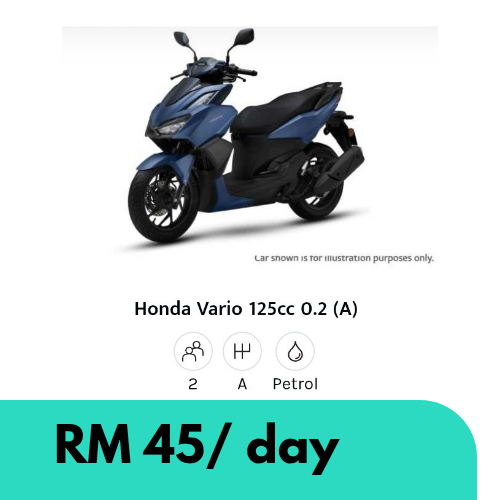 Car shown is for illustration purposes only.
Honda Vario 125cc 0.2 (A)
2 A Petrol
RM 45/ day